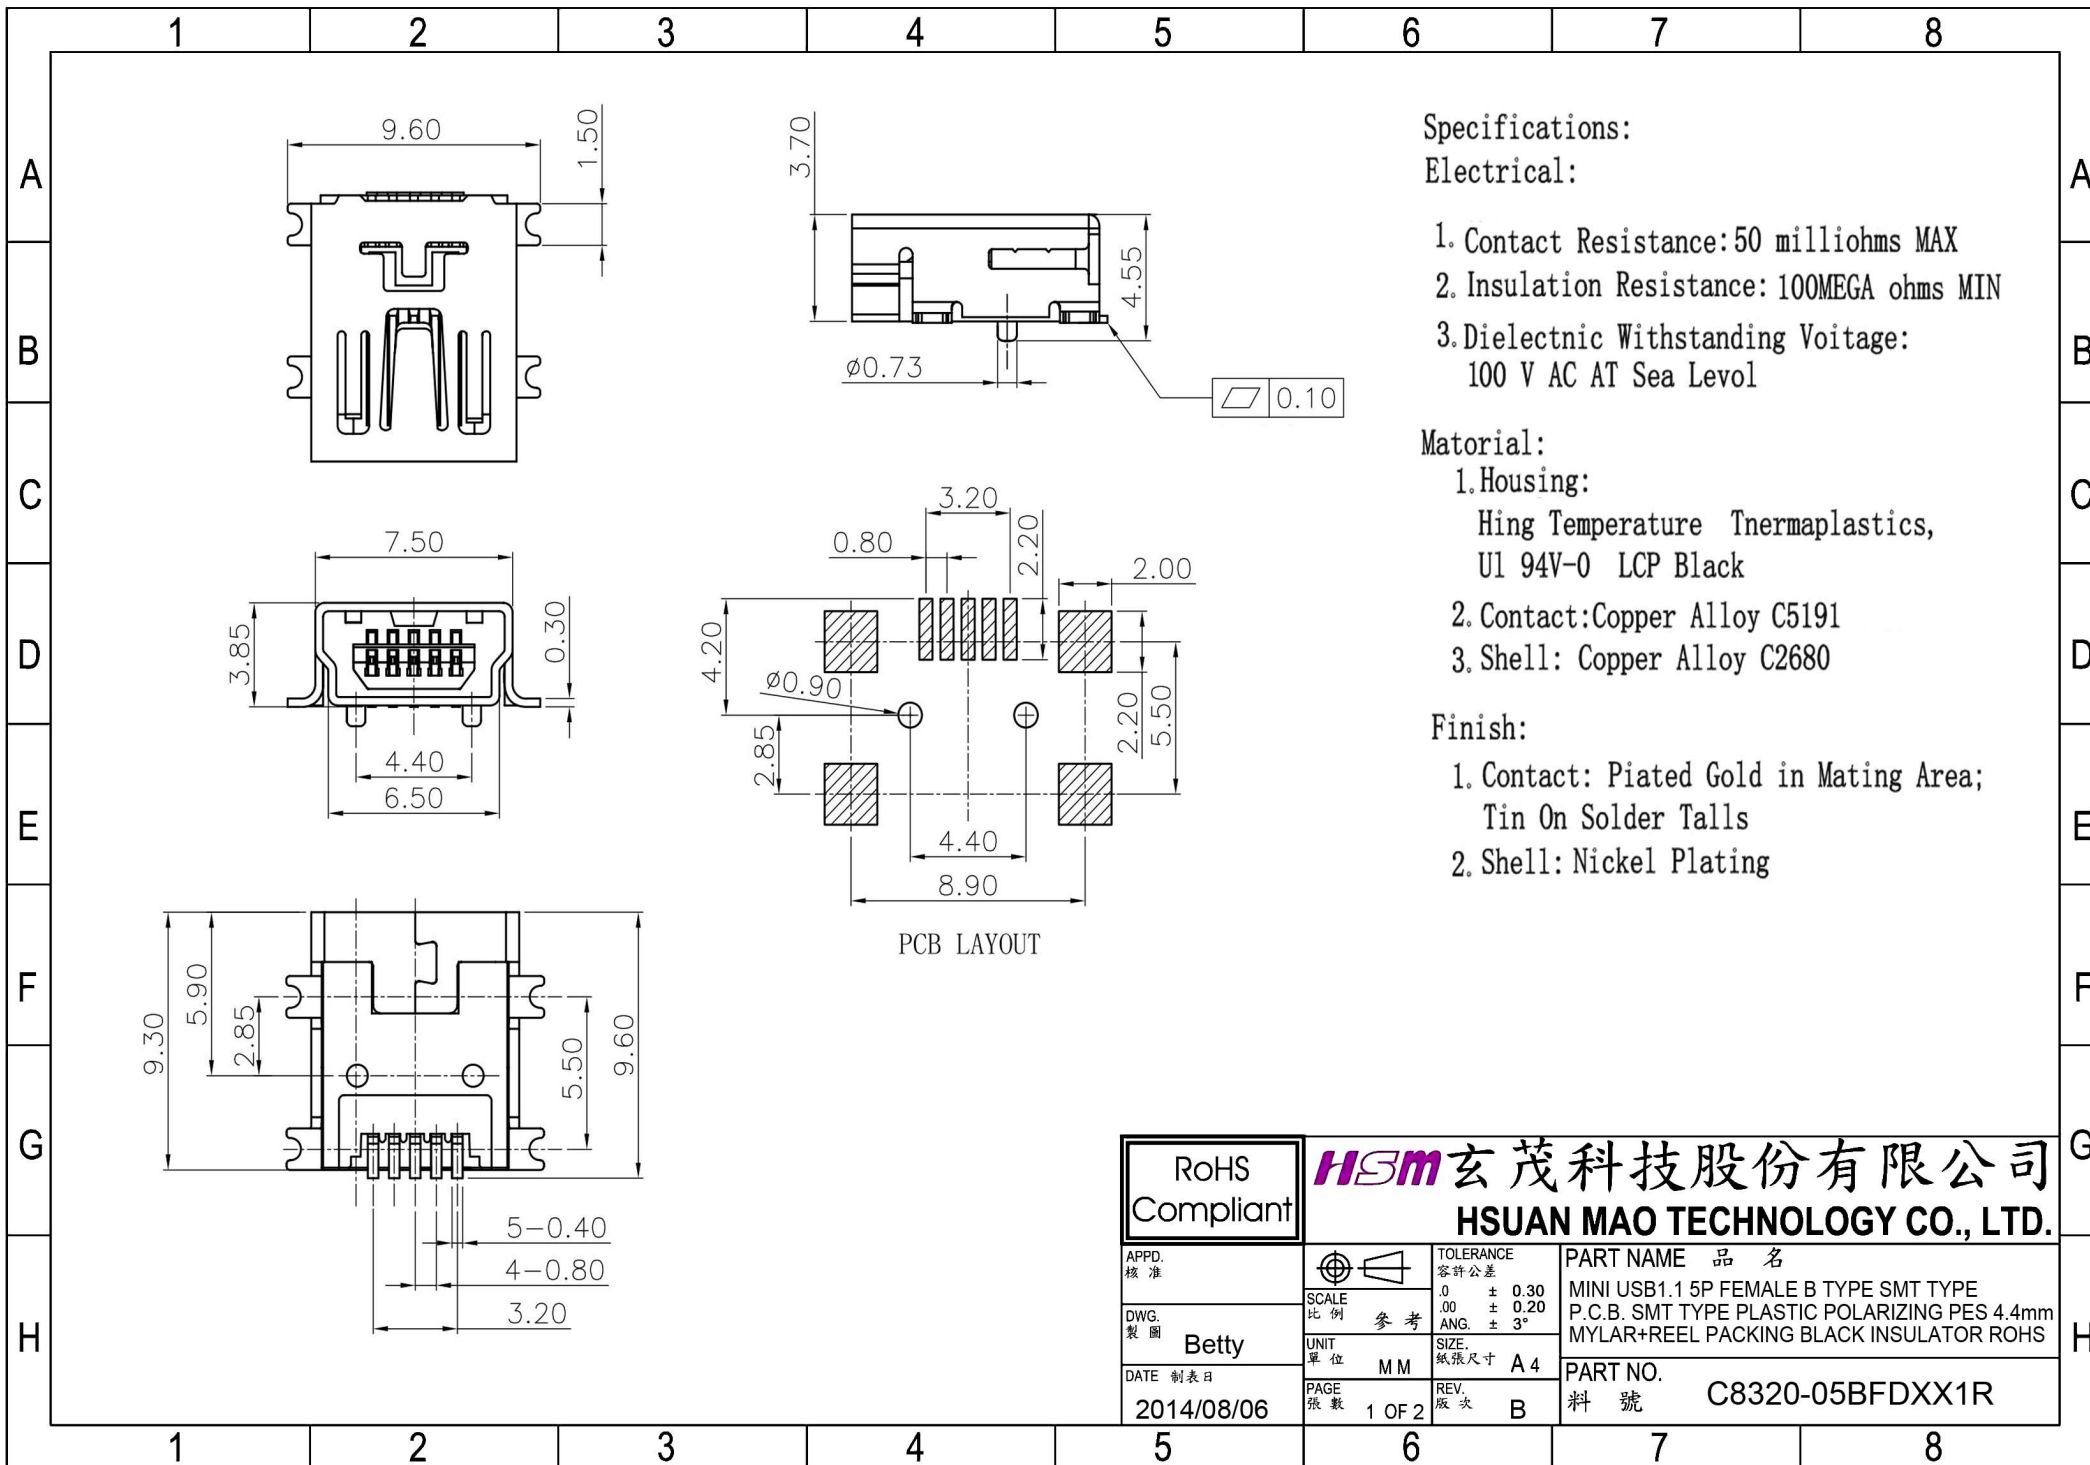 1 2 3 4 5 6 7 8
A
B
C
D
E
F
G
H
9.60
1.50
3.70
4.55
ø0.73
0.10
7.50
3.85
0.30
4.40
6.50
3.20
0.80
2.20
2.00
4.20
ø0.90
2.85
2.20
5.50
4.40
8.90
PCB LAYOUT
9.30
5.90
2.85
5.50
9.60
5-0.40
4-0.80
3.20
Specifications:
Electrical:
1. Contact Resistance: 50 milliohms MAX
2. Insulation Resistance: 100MEGA ohms MIN
3. Dielectnic Withstanding Voitage:
100 V AC AT Sea Levol
Matorial:
1. Housing:
Hing Temperature Tnermaplastics,
Ul 94V-0 LCP Black
2. Contact: Copper Alloy C5191
3. Shell: Copper Alloy C2680
Finish:
1. Contact: Piated Gold in Mating Area;
Tin On Solder Talls
2. Shell: Nickel Plating
RoHS
Compliant
HSM 玄茂科技股份有限公司
HSUAN MAO TECHNOLOGY CO., LTD.
APPD.
核 准
DWG.
製 圖 Betty
DATE 制表日
2014/08/06
SCALE
比 例 參 考
UNIT
單 位 MM
PAGE
張 數 1 OF 2
TOLERANCE
容許公差
.0 ± 0.30
.00 ± 0.20
ANG. ± 3°
SIZE.
紙張尺寸 A4
REV.
版 次 B
PART NAME 品 名
MINI USB1.1 5P FEMALE B TYPE SMT TYPE
P.C.B. SMT TYPE PLASTIC POLARIZING PES 4.4mm
MYLAR+REEL PACKING BLACK INSULATOR ROHS
PART NO.
料 號 C8320-05BFDXX1R
A
B
C
D
E
F
G
H
1 2 3 4 5 6 7 8